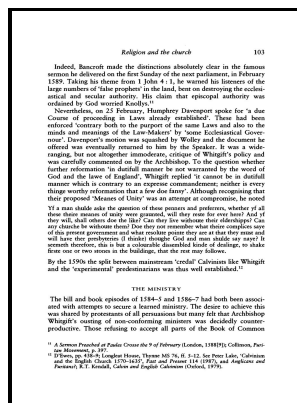 Religion and the church 103
Indeed, Bancroft made the distinctions absolutely clear in the famous
sermon he delivered on the first Sunday of the next parliament, in February
1589. Taking his theme from 1 John 4 : 1, he warned his listeners of the
large numbers of 'false prophets' in the land, bent on destroying the ecclesi-
astical and secular authority. His claim that episcopal authority was
ordained by God worried Knollys.¹¹
Nevertheless, on 25 February, Humphrey Davenport spoke for 'a due
Course of proceeding in Laws already established'. These had been
enforced 'contrary both to the purport of the same Laws and also to the
minds and meanings of the Law-Makers' by 'some Ecclesiastical Gover-
nour'. Davenport's motion was squashed by Wolley and the document he
offered was eventually returned to him by the Speaker. It was a wide-
ranging, but not altogether immoderate, critique of Whitgift's policy and
was carefully commented on by the Archbishop. To the question whether
further reformation 'in dutifull manner be not warranted by the word of
God and the lawe of England', Whitgift replied 'it cannot be in dutifull
manner which is contrary to an expresse commandement; neither is every
thinge worthy reformation that a few doe fansy'. Although recognising that
their proposed 'Meanes of Unity' was an attempt at compromise, he noted
Yf a man shulde aske the question of these penners and preferrers, whether yf all
these theire meanes of unity were graunted, will they reste for ever here? And yf
they will, shall others doe the like? Can they live withoute their elderships? Can
any churche be withoute them? Doe they not remember what theire complices saye
of this present government and what resolute points they are at that they must and
will have the presbyteries (I thinke) thoughe God and man shulde say naye? It
seemeth therefore, this is but a colourable dissembled kinde of dealinge, to shake
firste one or two stones in the buildinge, that the rest may followe.
By the 1590s the split between mainstream 'credal' Calvinists like Whitgift
and the 'experimental' predestinarians was thus well established.¹²
THE MINISTRY
The bill and book episodes of 1584–5 and 1586–7 had both been associ-
ated with attempts to secure a learned ministry. The desire to achieve this
was shared by protestants of all persuasions but many felt that Archbishop
Whitgift's ousting of non-conforming ministers was decidedly counter-
productive. Those refusing to accept all parts of the Book of Common
¹¹ A Sermon Preached at Paules Crosse the 9 of February (London, 1588[9]); Collinson, Puri-
tan Movement, p. 397.
¹² D'Ewes, pp. 438–9; Longleat House, Thynne MS 76, ff. 3–12. See Peter Lake, 'Calvinism
and the English Church 1570–1635', Past and Present 114 (1987), and Anglicans and
Puritans?; R.T. Kendall, Calvin and English Calvinism (Oxford, 1979).